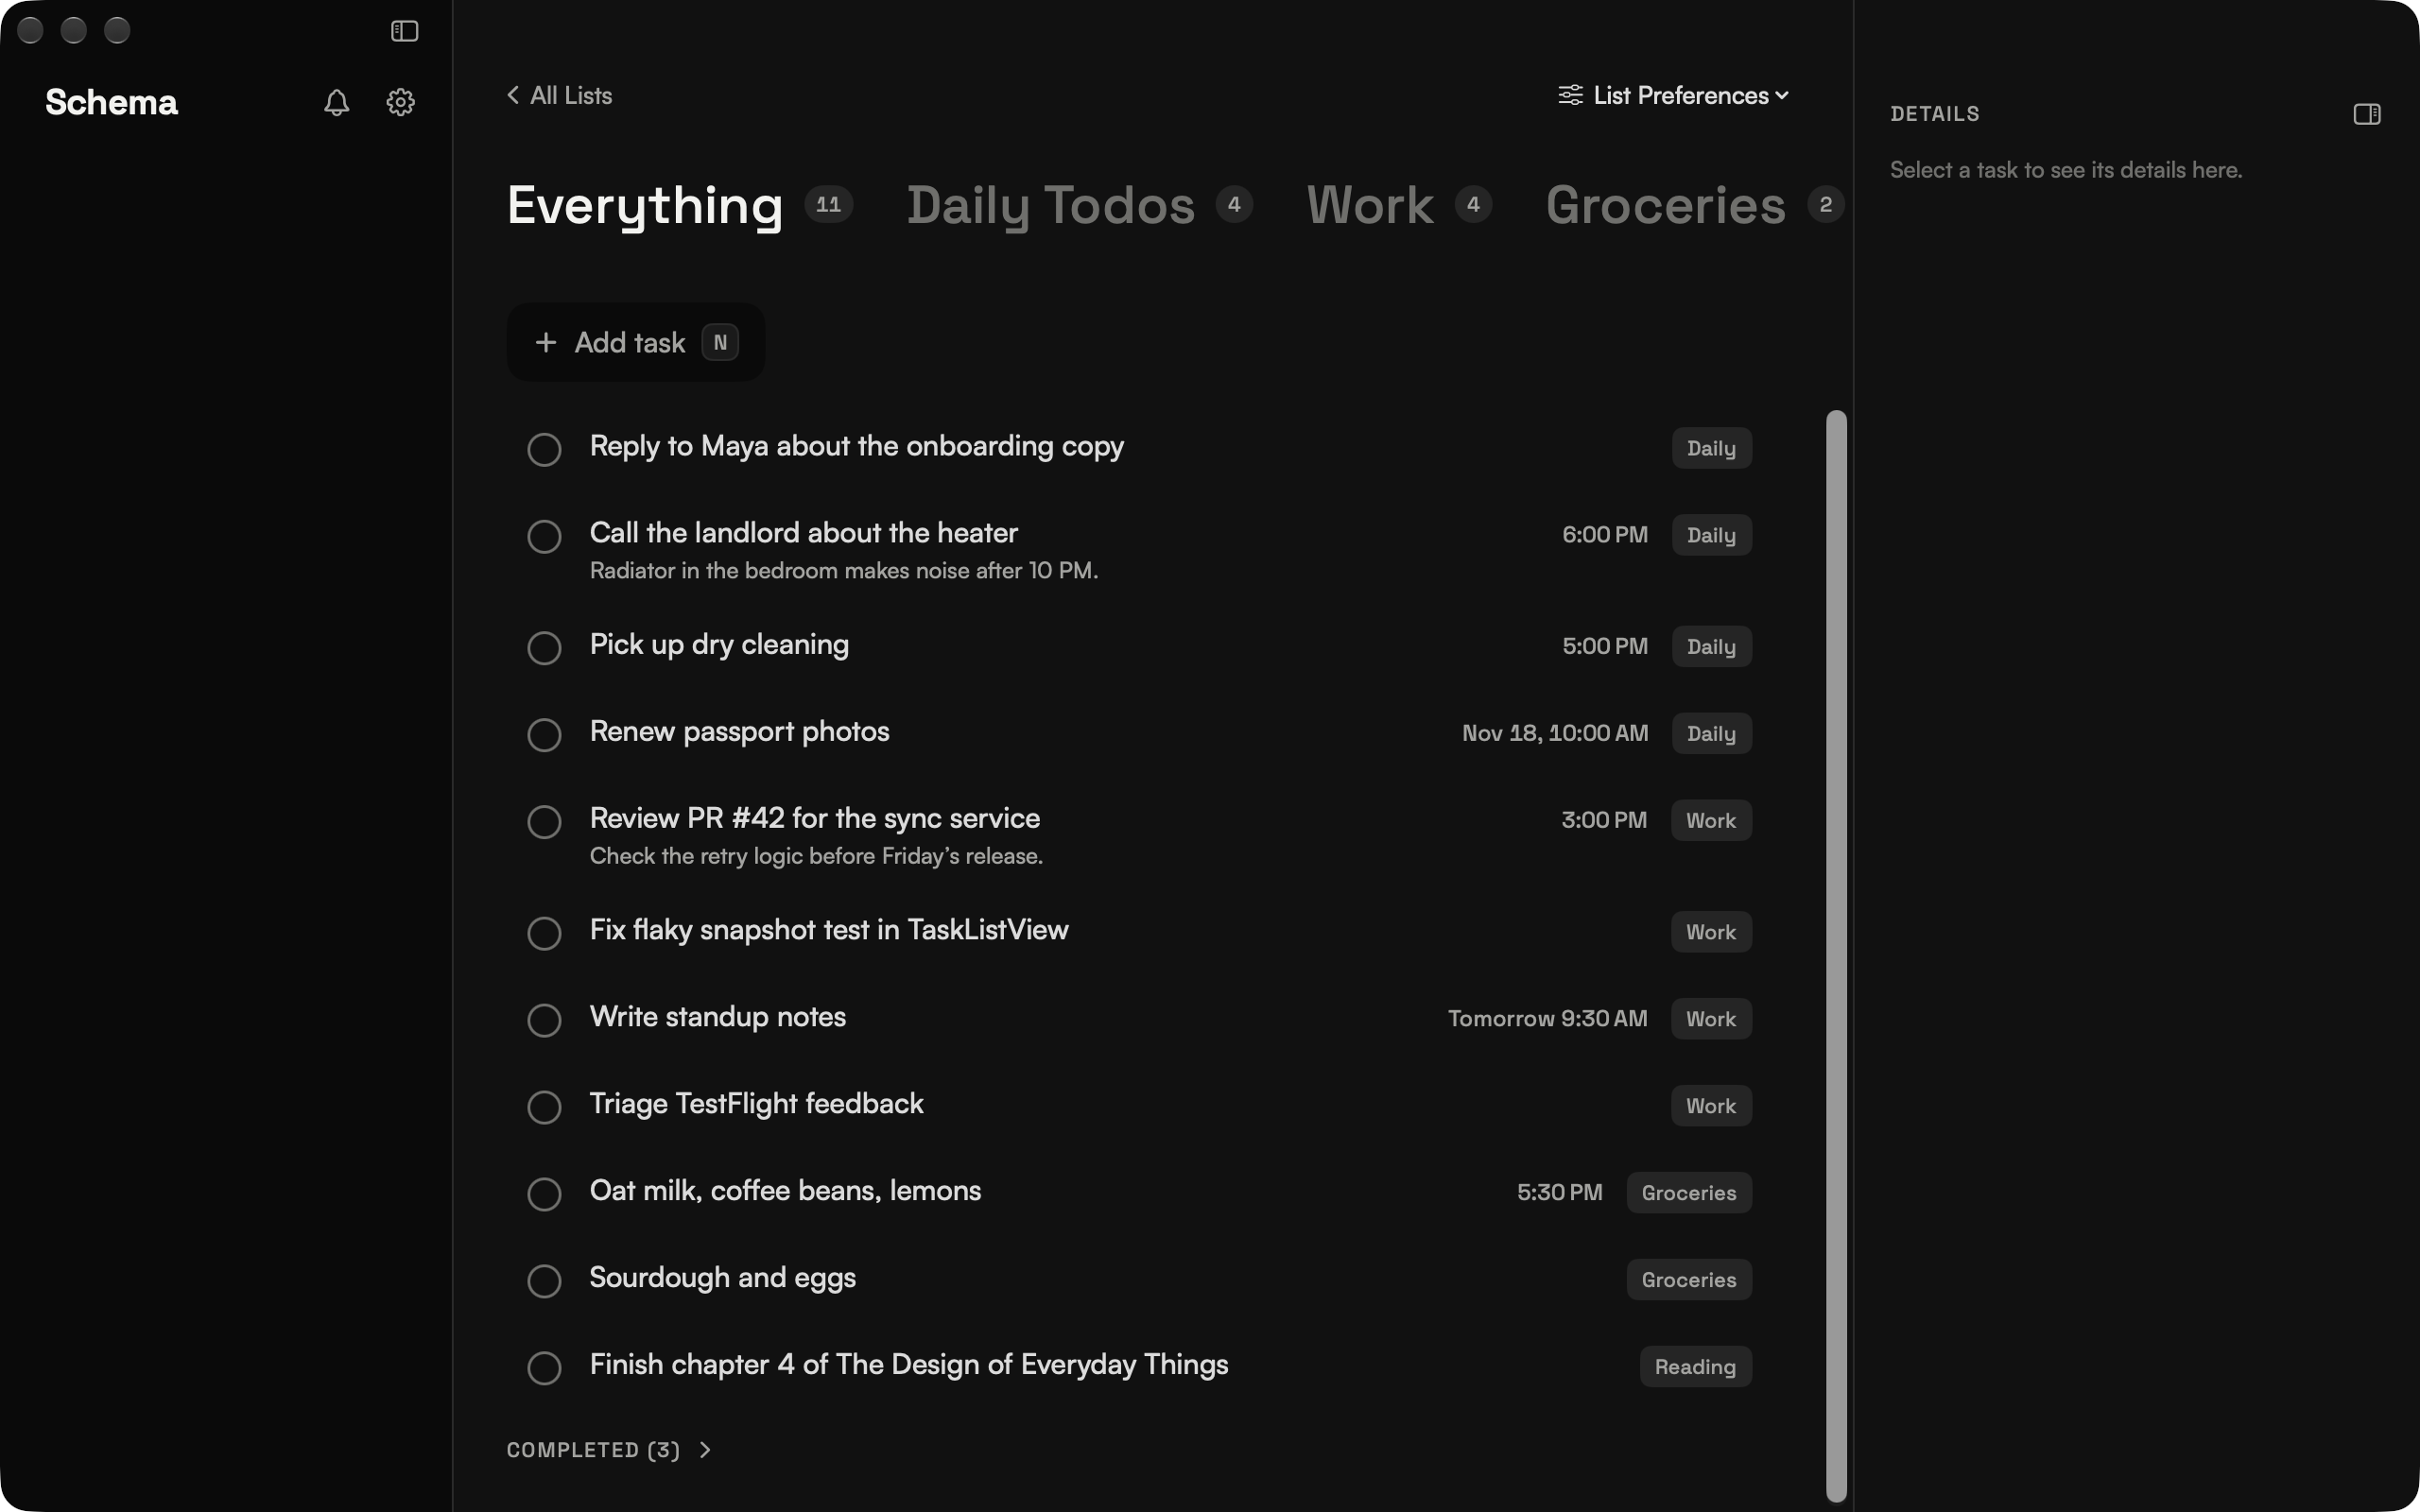 Schema
All Lists
List Preferences
DETAILS
Select a task to see its details here.
Everything 11 Daily Todos 4 Work 4 Groceries 2
Add task N
Reply to Maya about the onboarding copy Daily
Call the landlord about the heater 6:00 PM Daily
Radiator in the bedroom makes noise after 10 PM.
Pick up dry cleaning 5:00 PM Daily
Renew passport photos Nov 18, 10:00 AM Daily
Review PR #42 for the sync service 3:00 PM Work
Check the retry logic before Friday’s release.
Fix flaky snapshot test in TaskListView Work
Write standup notes Tomorrow 9:30 AM Work
Triage TestFlight feedback Work
Oat milk, coffee beans, lemons 5:30 PM Groceries
Sourdough and eggs Groceries
Finish chapter 4 of The Design of Everyday Things Reading
COMPLETED (3)